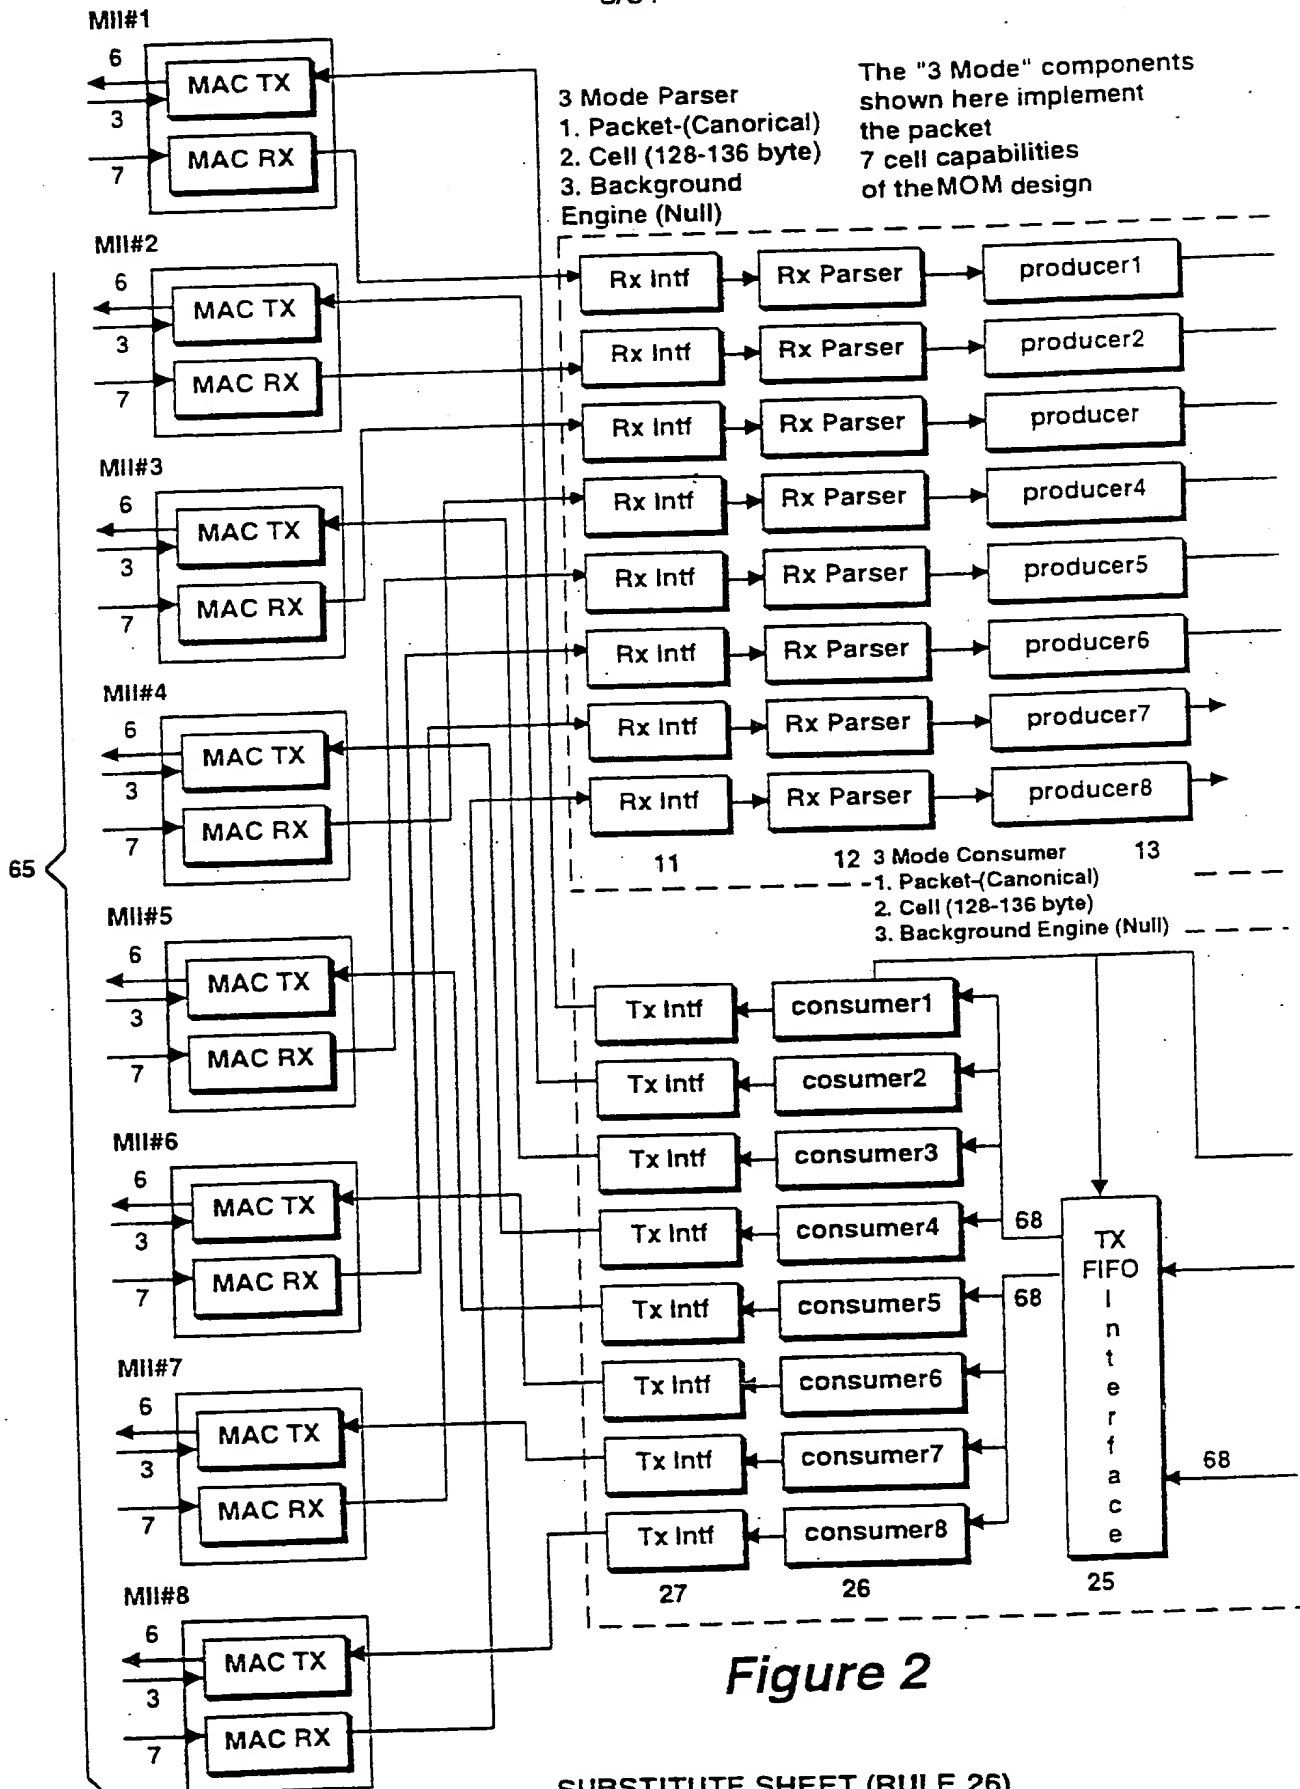 MII#1
6
MAC TX
3
MAC RX
7
3 Mode Parser
1. Packet-(Canorical)
2. Cell (128-136 byte)
3. Background
Engine (Null)
The "3 Mode" components
shown here implement
the packet
7 cell capabilities
of theMOM design
MII#2
6
MAC TX
3
MAC RX
7
MII#3
6
MAC TX
3
MAC RX
7
MII#4
6
MAC TX
3
MAC RX
7
65
MII#5
6
MAC TX
3
MAC RX
7
MII#6
6
MAC TX
3
MAC RX
7
MII#7
6
MAC TX
3
MAC RX
7
MII#8
6
MAC TX
3
MAC RX
7
Rx Intf Rx Parser producer1
Rx Intf Rx Parser producer2
Rx Intf Rx Parser producer
Rx Intf Rx Parser producer4
Rx Intf Rx Parser producer5
Rx Intf Rx Parser producer6
Rx Intf Rx Parser producer7
Rx Intf Rx Parser producer8
11 12 13
3 Mode Consumer
1. Packet-(Canonical)
2. Cell (128-136 byte)
3. Background Engine (Null)
Tx Intf consumer1
Tx Intf cosumer2
Tx Intf consumer3
Tx Intf consumer4 68
Tx Intf consumer5 68
Tx Intf consumer6
Tx Intf consumer7
Tx Intf consumer8
TX
FIFO
I
n
t
e
r
f
a
c
e
68
27 26 25
Figure 2
SUBSTITUTE SHEET (RULE 26)